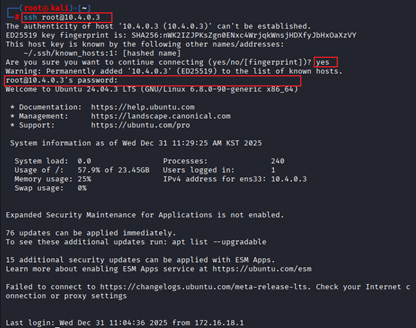 ┌──(root㉿kali)-[~]
└─# ssh root@10.4.0.3
The authenticity of host '10.4.0.3 (10.4.0.3)' can't be established.
ED25519 key fingerprint is: SHA256:nWK2IZJPKsZgn0ENxc4WrjqkWnsjHDXfyJbHxOaXzVY
This host key is known by the following other names/addresses:
~/.ssh/known_hosts:1: [hashed name]
Are you sure you want to continue connecting (yes/no/[fingerprint])? yes
Warning: Permanently added '10.4.0.3' (ED25519) to the list of known hosts.
root@10.4.0.3's password:
Welcome to Ubuntu 24.04.3 LTS (GNU/Linux 6.8.0-90-generic x86_64)
* Documentation: https://help.ubuntu.com
* Management: https://landscape.canonical.com
* Support: https://ubuntu.com/pro
System information as of Wed Dec 31 11:29:25 AM KST 2025
System load: 0.0 Processes: 240
Usage of /: 57.9% of 23.45GB Users logged in: 1
Memory usage: 25% IPv4 address for ens33: 10.4.0.3
Swap usage: 0%
Expanded Security Maintenance for Applications is not enabled.
76 updates can be applied immediately.
To see these additional updates run: apt list --upgradable
15 additional security updates can be applied with ESM Apps.
Learn more about enabling ESM Apps service at https://ubuntu.com/esm
Failed to connect to https://changelogs.ubuntu.com/meta-release-lts. Check your Internet c
onnection or proxy settings
Last login: Wed Dec 31 11:04:36 2025 from 172.16.18.1